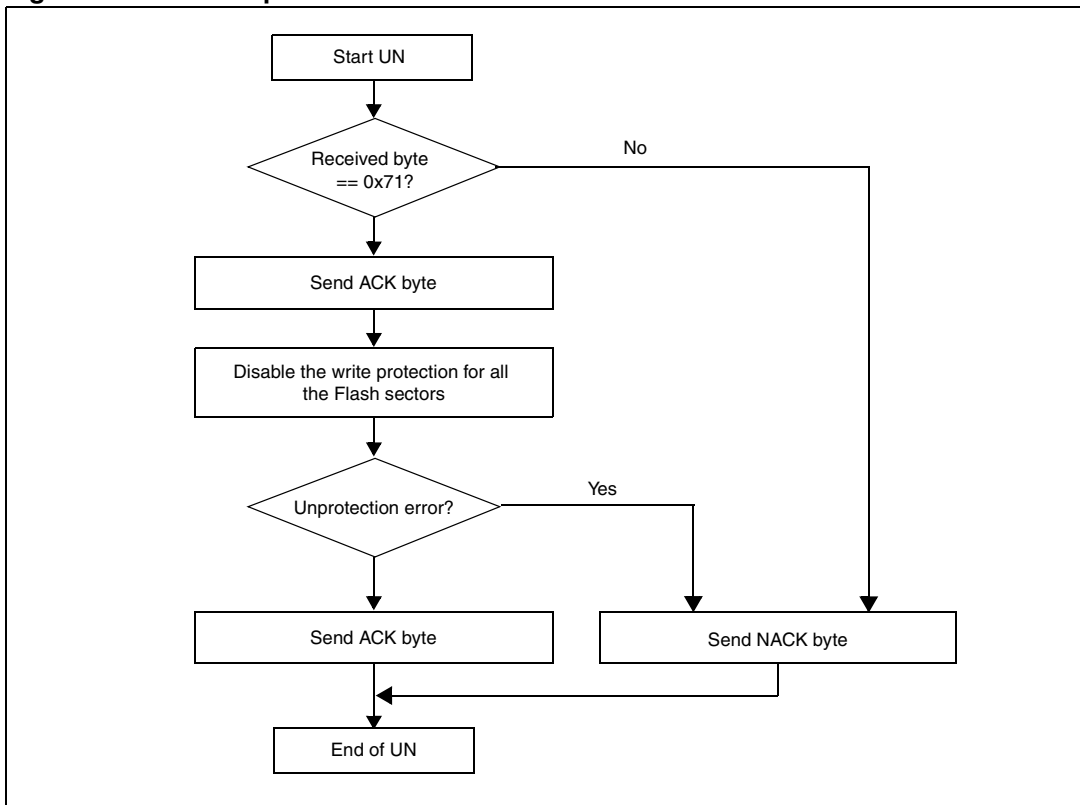 Start UN
Received byte
== 0x71?
No
Send ACK byte
Disable the write protection for all
the Flash sectors
Unprotection error?
Yes
Send ACK byte
Send NACK byte
End of UN